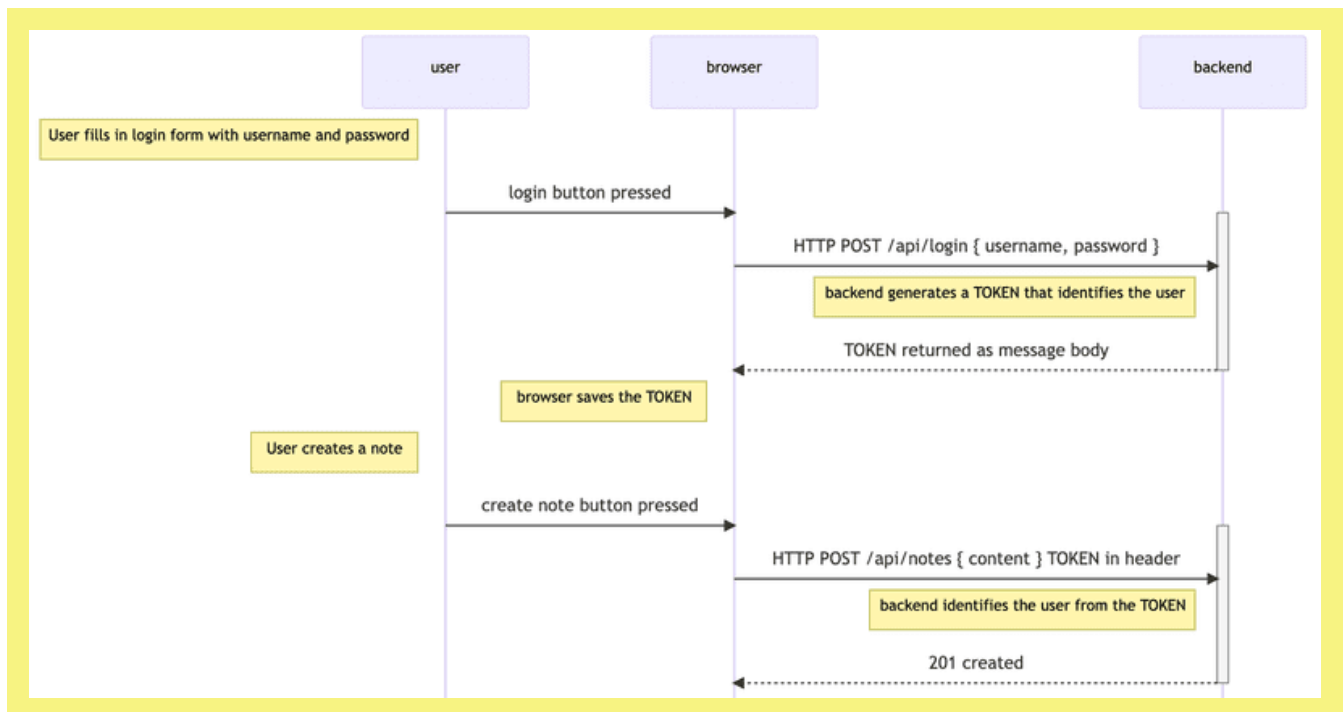 user
browser
backend
User fills in login form with username and password
login button pressed
HTTP POST /api/login { username, password }
backend generates a TOKEN that identifies the user
TOKEN returned as message body
browser saves the TOKEN
User creates a note
create note button pressed
HTTP POST /api/notes { content } TOKEN in header
backend identifies the user from the TOKEN
201 created